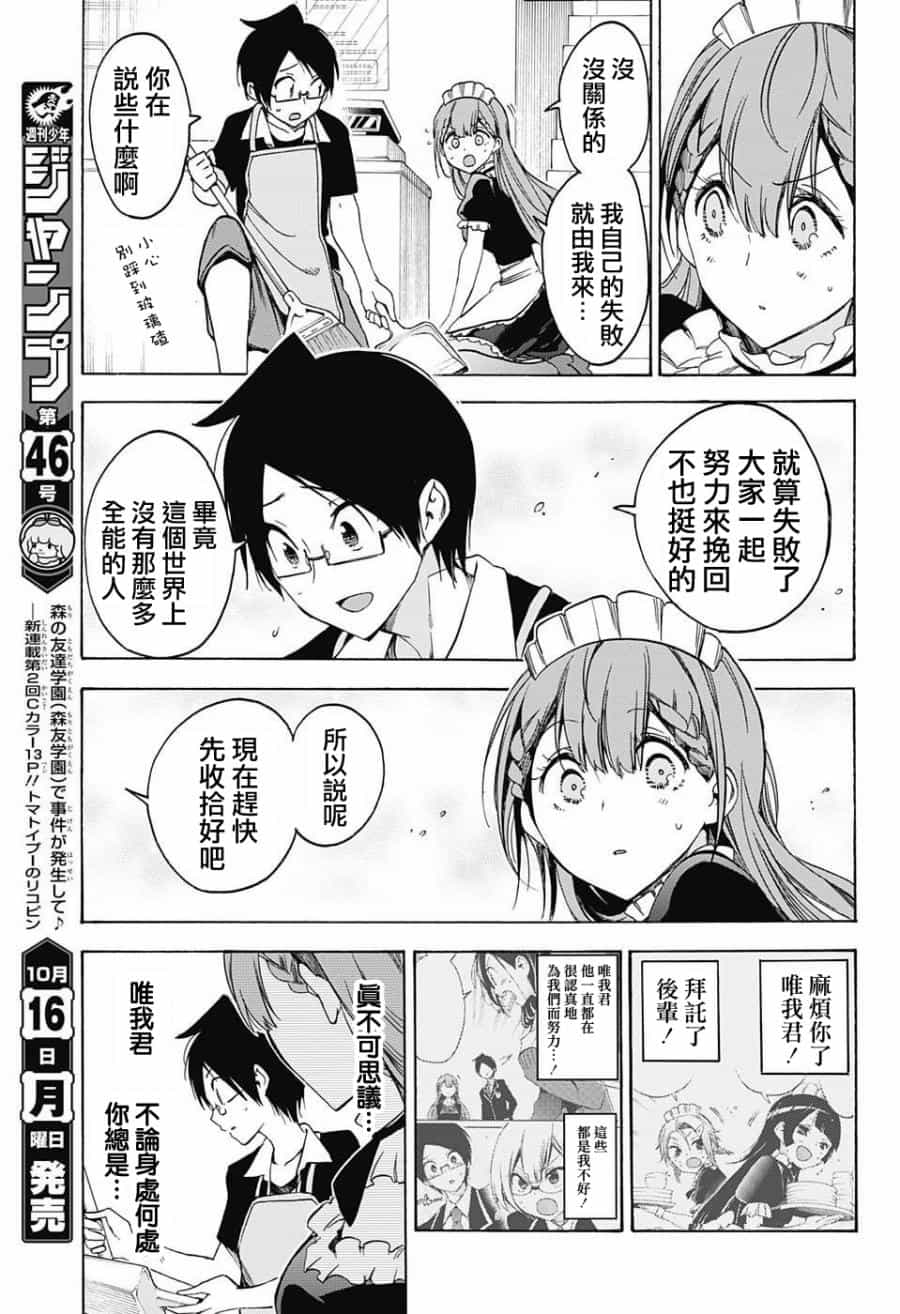 沒
沒關係的
我自己的失敗
就由我來…
你在
說些什麼啊
小心
別踩到玻璃碴
就算失敗了
大家一起
努力來挽回
不也挺好的
畢竟
這個世界上
沒有那麼多
全能的人
所以說呢
現在趕快
先收拾好吧
麻煩你了
唯我君！
拜託了
後輩！
唯我君
他一直都在
很認真地
為我們而努力…！
這些
都是我不好！
真不可思議…
唯我君
不論身處何處
你總是…
週刊少年
ジャンプ
第
46
号
森の友達学園（森友学園）で事件が発生して♪
―新連載第2回Cカラー13P!!トマトイプーのリコピン
10月
16
日
月
曜日
発売